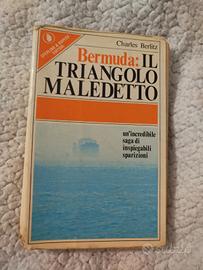 Charles Berlitz
Bermuda: IL
TRIANGOLO
MALEDETTO
un'incredibile
saga di
inspiegabili
sparizioni